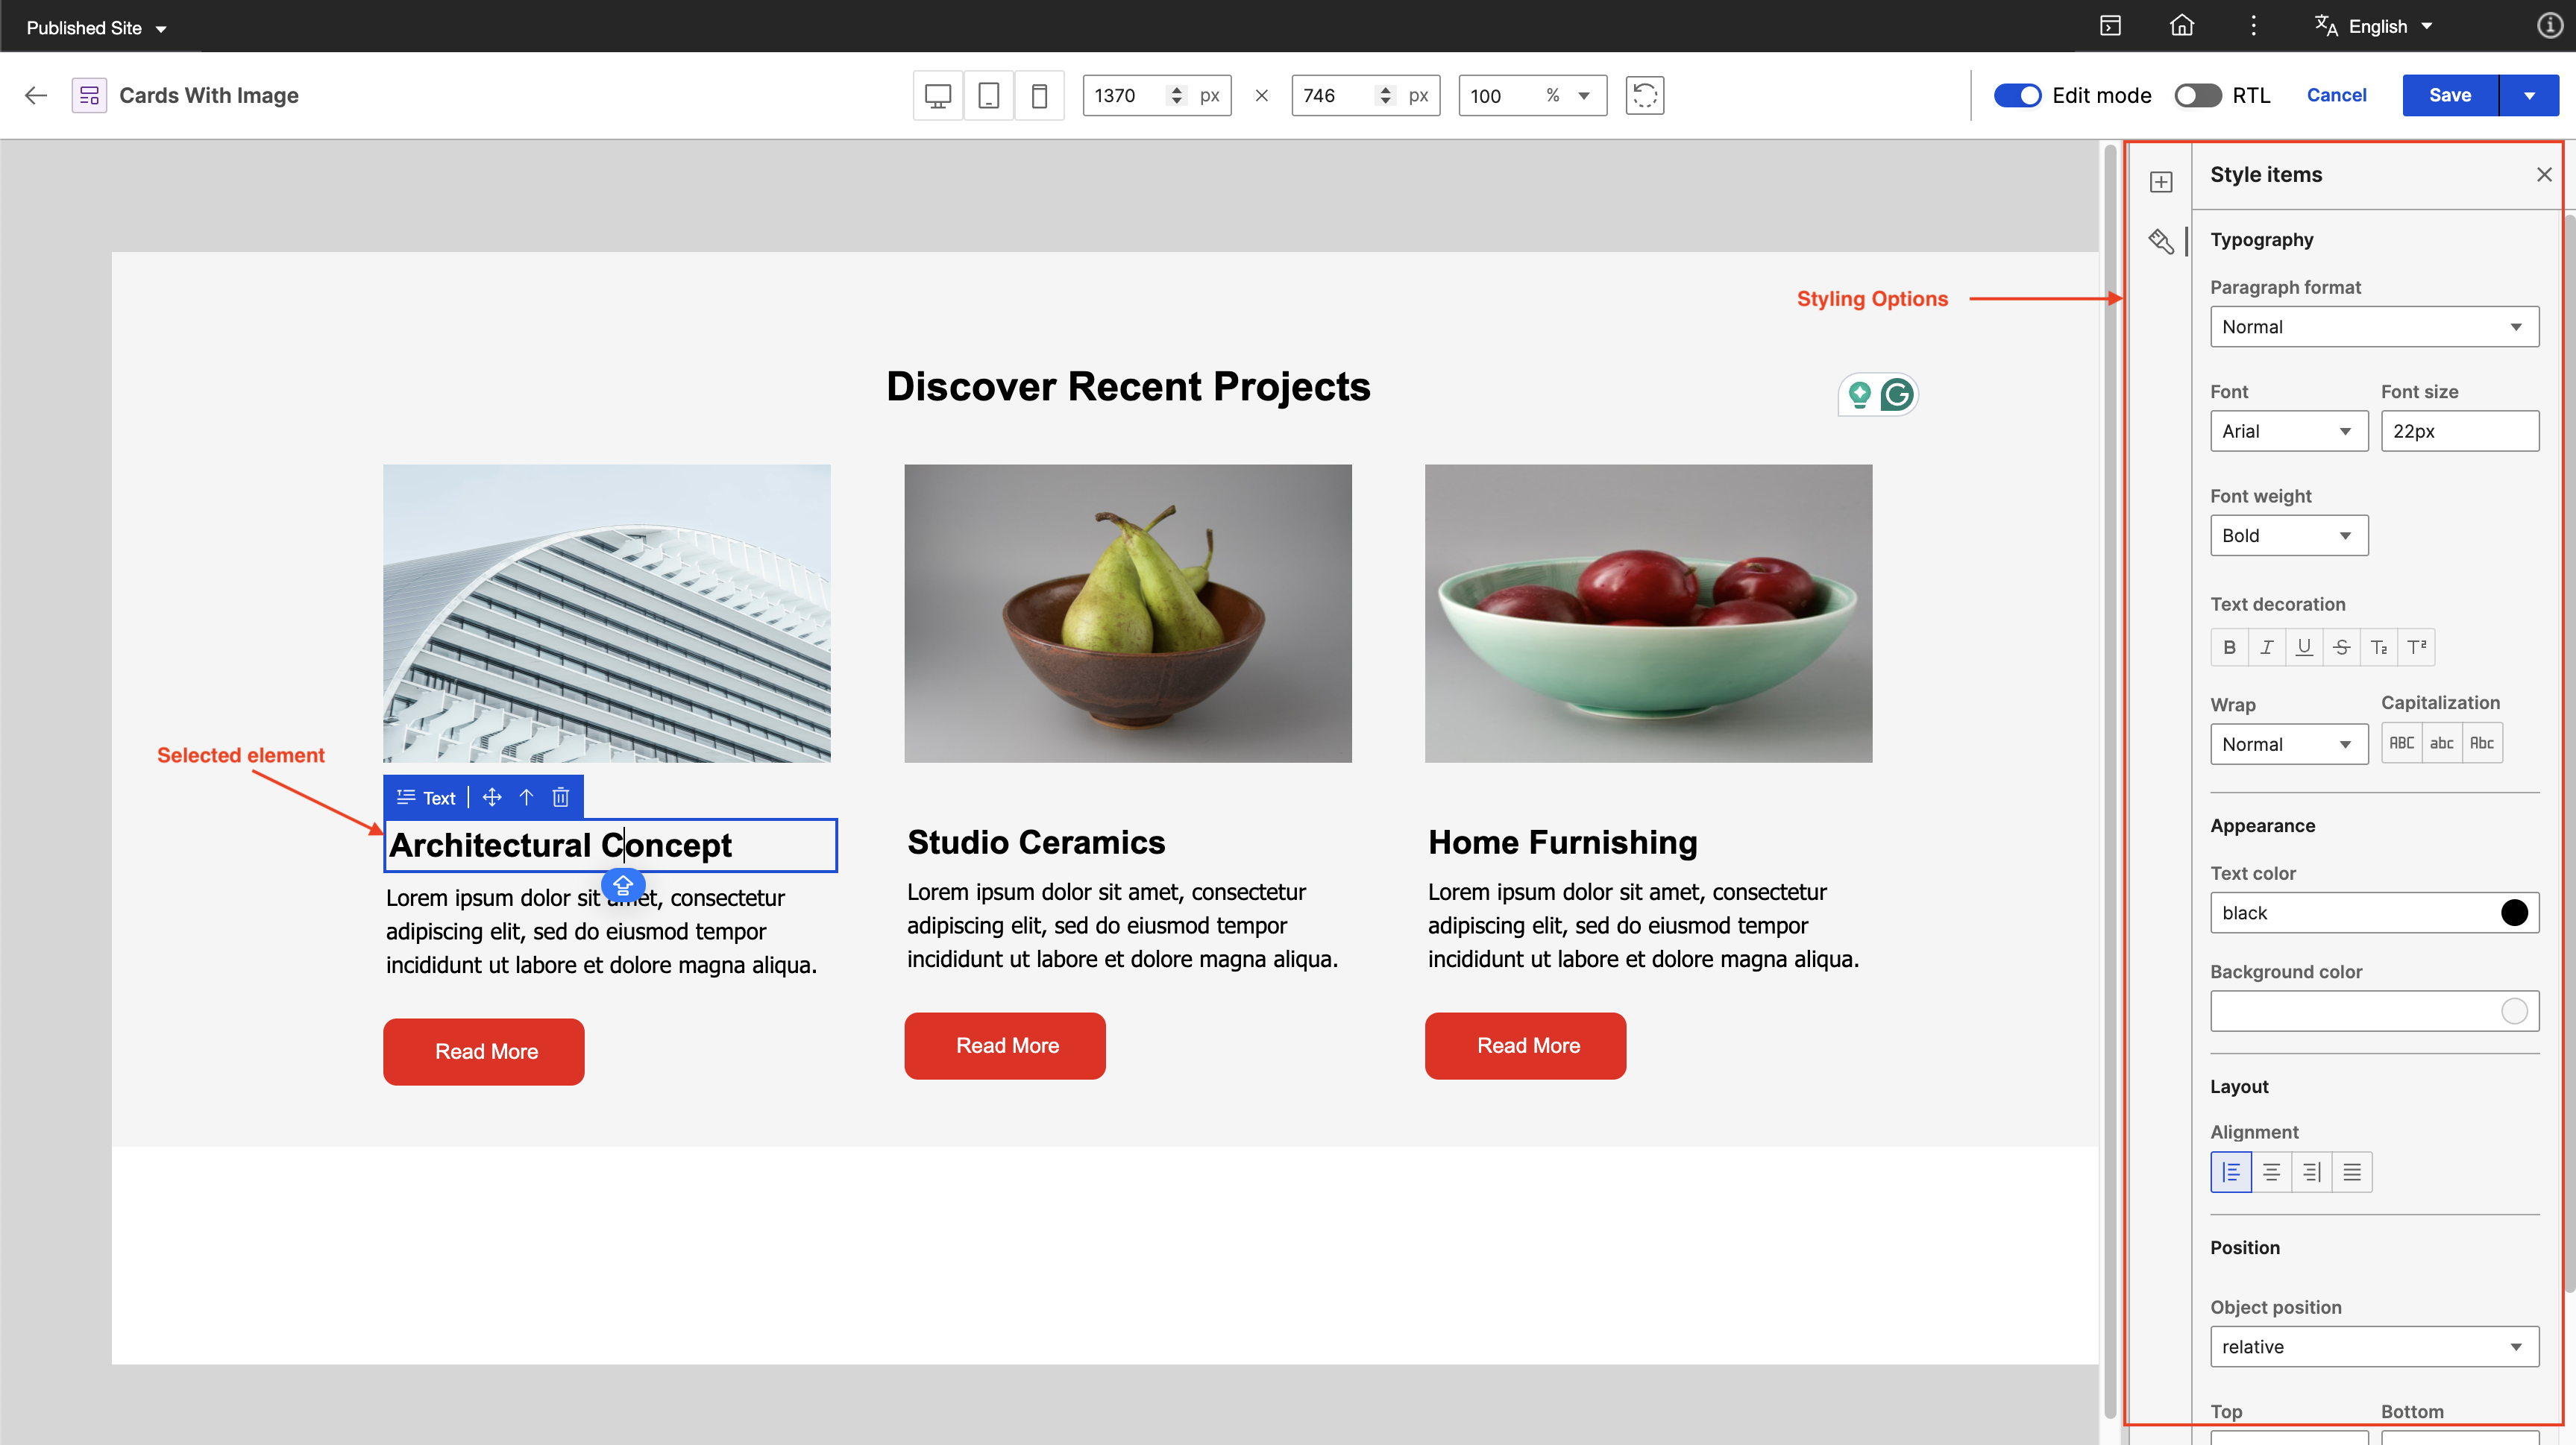 Published Site
English
Cards With Image
1370 px × 746 px 100 %
Edit mode RTL Cancel Save
Style items
Typography
Paragraph format
Normal
Font Font size
Arial 22px
Font weight
Bold
Text decoration
B I U S T2 T2
Wrap Capitalization
Normal ABC abc Abc
Appearance
Text color
black
Background color
Layout
Alignment
Position
Object position
relative
Top Bottom
Styling Options
Discover Recent Projects
G
Selected element
Text
Architectural Concept
Lorem ipsum dolor sit amet, consectetur
adipiscing elit, sed do eiusmod tempor
incididunt ut labore et dolore magna aliqua.
Read More
Studio Ceramics
Lorem ipsum dolor sit amet, consectetur
adipiscing elit, sed do eiusmod tempor
incididunt ut labore et dolore magna aliqua.
Read More
Home Furnishing
Lorem ipsum dolor sit amet, consectetur
adipiscing elit, sed do eiusmod tempor
incididunt ut labore et dolore magna aliqua.
Read More